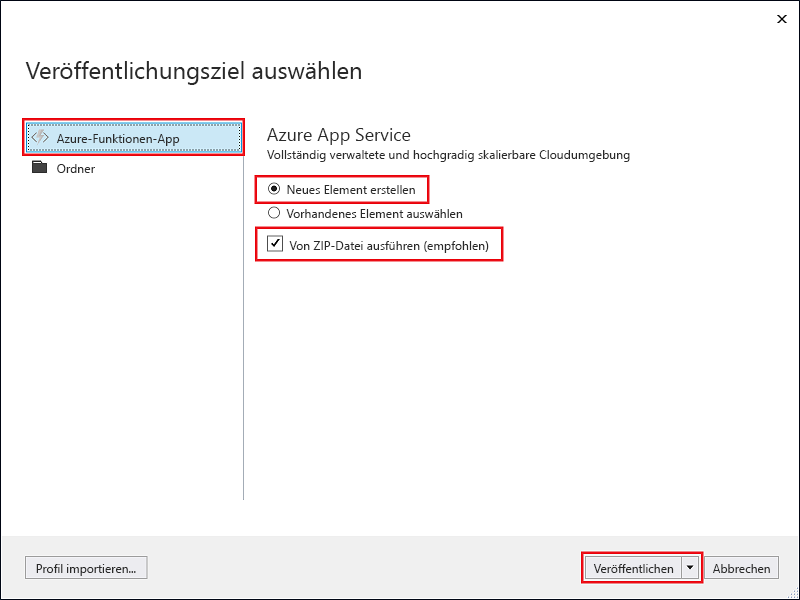 Veröffentlichungsziel auswählen
Azure-Funktionen-App
Ordner
Azure App Service
Vollständig verwaltete und hochgradig skalierbare Cloudumgebung
Neues Element erstellen
Vorhandenes Element auswählen
Von ZIP-Datei ausführen (empfohlen)
Profil importieren...
Veröffentlichen
Abbrechen